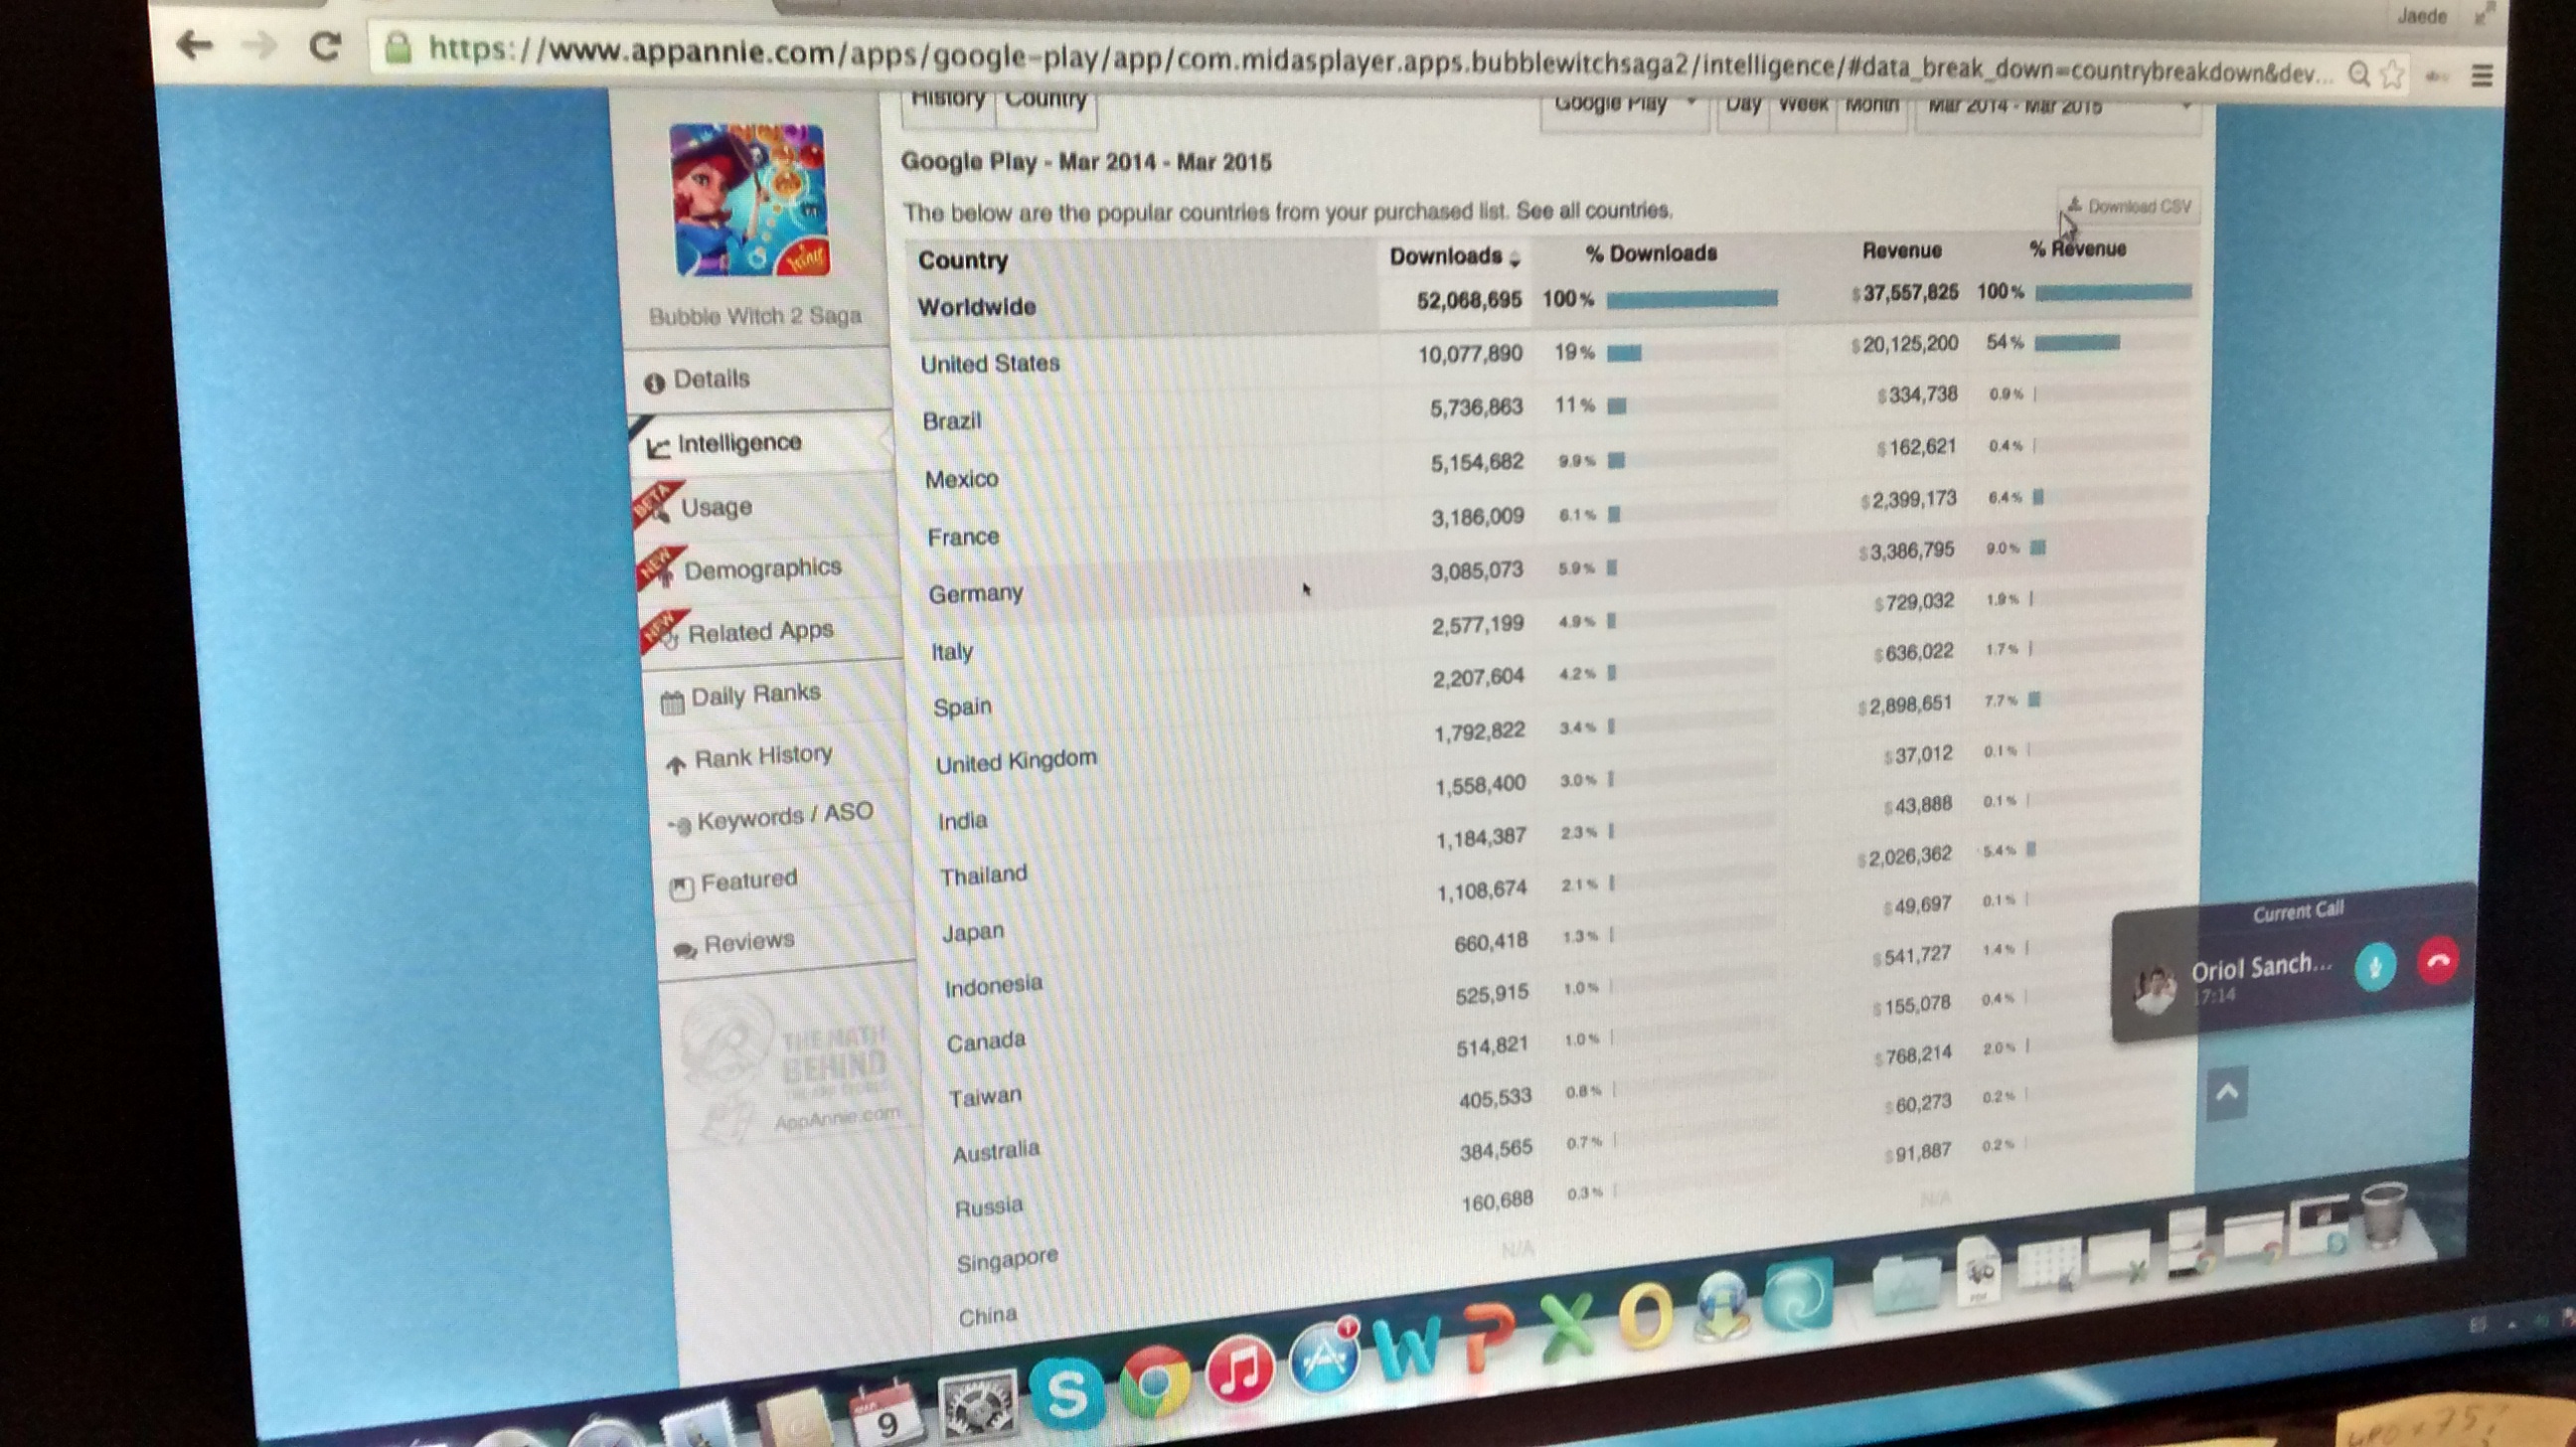 Jaede
https://www.appannie.com/apps/google-play/app/com.midasplayer.apps.bubblewitchsaga2/intelligence/#data_break_down=countrybreakdown&dev...
History Country Google Play Day Week Month Mar 2014 - Mar 2015
Google Play - Mar 2014 - Mar 2015
The below are the popular countries from your purchased list. See all countries.
Download CSV
Country Downloads % Downloads Revenue % Revenue
Worldwide 52,068,695 100% $37,557,825 100%
United States 10,077,890 19% $20,125,200 54%
Brazil 5,736,863 11% $334,738 0.9%
Mexico 5,154,682 9.9% $162,621 0.4%
France 3,186,009 6.1% $2,399,173 6.4%
Germany 3,085,073 5.9% $3,386,795 9.0%
Italy 2,577,199 4.9% $729,032 1.9%
Spain 2,207,604 4.2% $636,022 1.7%
United Kingdom 1,792,822 3.4% $2,898,651 7.7%
India 1,558,400 3.0% $37,012 0.1%
Thailand 1,184,387 2.3% $43,888 0.1%
Japan 1,108,674 2.1% $2,026,362 5.4%
Indonesia 660,418 1.3% $49,697 0.1%
Canada 525,915 1.0% $541,727 1.4%
Taiwan 514,821 1.0% $155,078 0.4%
Australia 405,533 0.8% $768,214 2.0%
Russia 384,565 0.7% $60,273 0.2%
Singapore 160,688 0.3% $91,887 0.2%
China N/A N/A
King
Bubble Witch 2 Saga
Details
Intelligence
BETA Usage
NEW Demographics
NEW Related Apps
Daily Ranks
Rank History
Keywords / ASO
Featured
Reviews
THE MATH
BEHIND
AppAnnie.com
Current Call
Oriol Sanch...
17:14
1
9
S
W P X O
PDF
ES